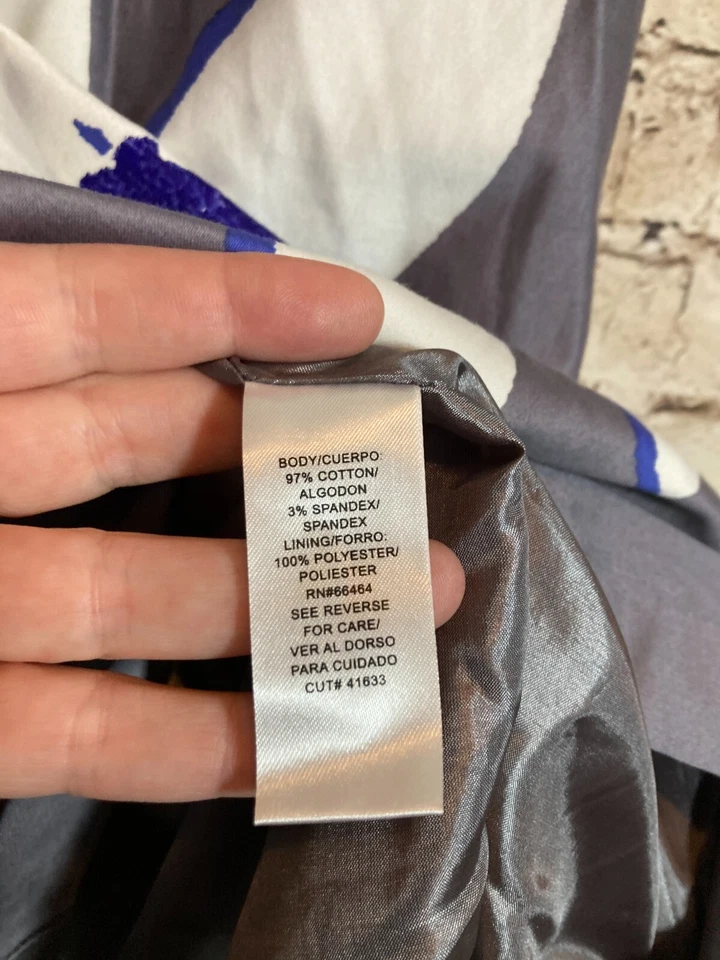 BODY/CUERPO:
97% COTTON/
ALGODON
3% SPANDEX/
SPANDEX
LINING/FORRO:
100% POLYESTER/
POLIESTER
RN#66464
SEE REVERSE
FOR CARE/
VER AL DORSO
PARA CUIDADO
CUT# 41633